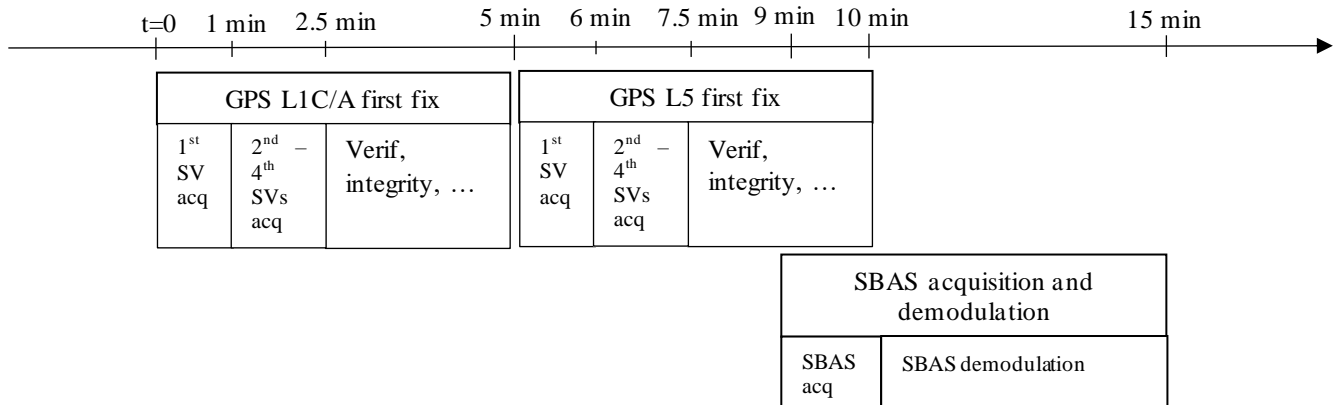 t=0 1 min 2.5 min 5 min 6 min 7.5 min 9 min 10 min 15 min
GPS L1C/A first fix
1st
SV
acq
2nd –
4th
SVs
acq
Verif,
integrity, …
GPS L5 first fix
1st
SV
acq
2nd –
4th
SVs
acq
Verif,
integrity, …
SBAS acquisition and
demodulation
SBAS
acq
SBAS demodulation